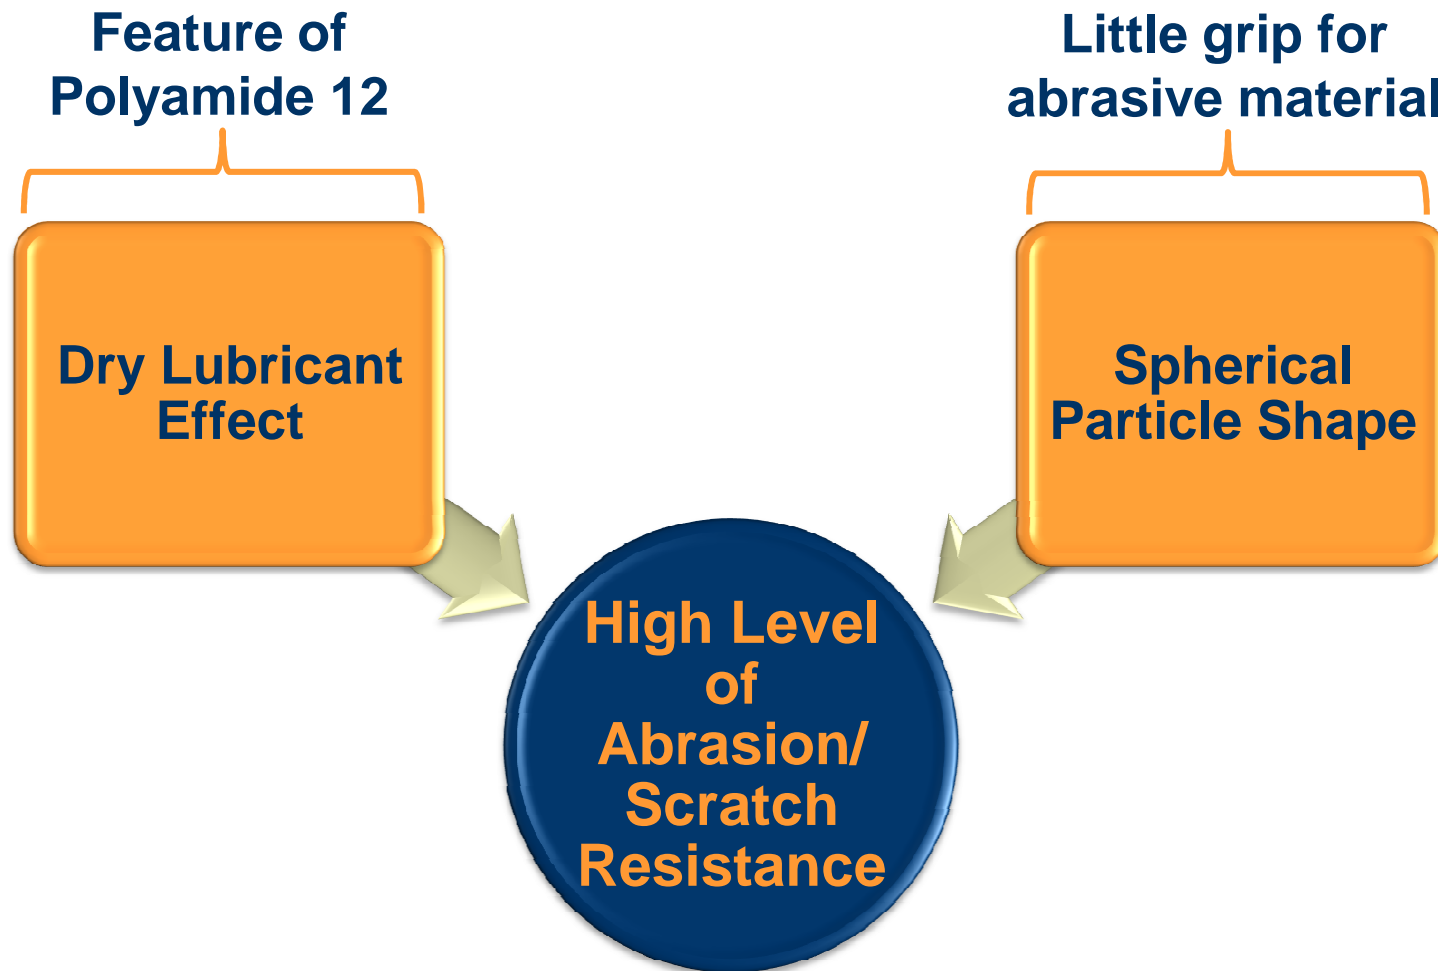 Feature of
Polyamide 12
Little grip for
abrasive material
Dry Lubricant
Effect
Spherical
Particle Shape
High Level
of
Abrasion/
Scratch
Resistance